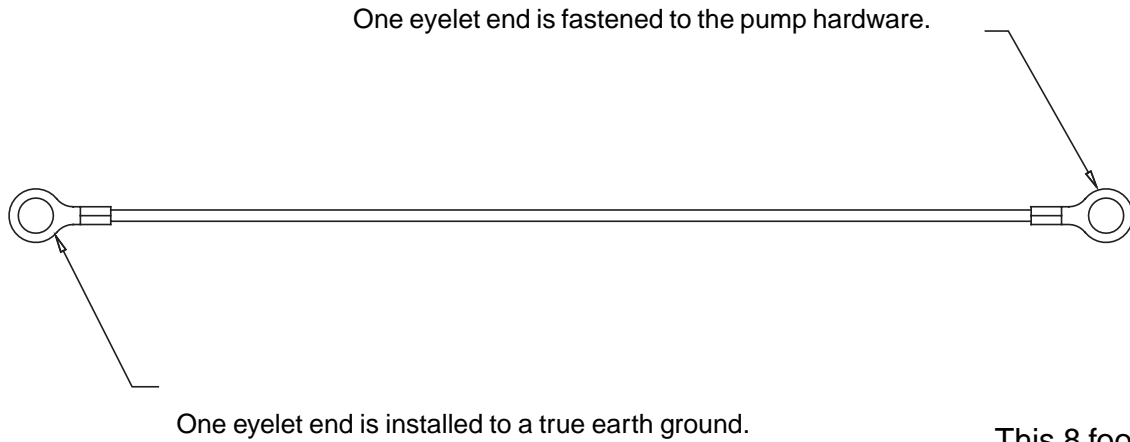 One eyelet end is fastened to the pump hardware.
One eyelet end is installed to a true earth ground.
This 8 foo